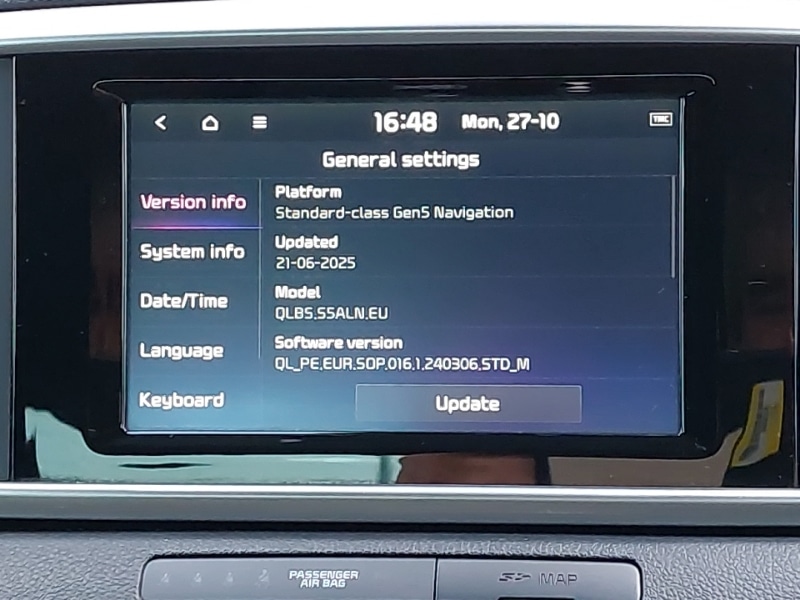 16:48 Mon, 27-10 TMC
General settings
Version info
System info
Date/Time
Language
Keyboard
Platform
Standard-class Gen5 Navigation
Updated
21-06-2025
Model
QLBS.S5ALN.EU
Software version
QL_PE.EUR.SOP.016.1.240306.STD_M
Update
PASSENGER
AIR BAG
MAP